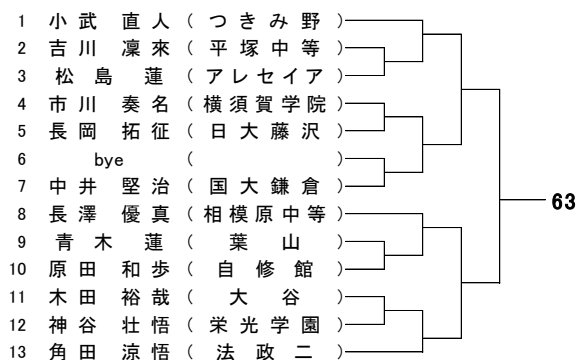 1 小武 直人 ( つきみ野 )
2 吉川 凜來 ( 平塚中等 )
3 松島 蓮 ( アレセイア )
4 市川 奏名 ( 横須賀学院 )
5 長岡 拓征 ( 日大藤沢 )
6 bye (
7 中井 堅治 ( 国大鎌倉 )
8 長澤 優真 ( 相模原中等 )
9 青木 蓮 ( 葉山 )
10 原田 和歩 ( 自修館 )
11 木田 裕哉 ( 大谷 )
12 神谷 壮悟 ( 栄光学園 )
13 角田 涼悟 ( 法政二 )
63